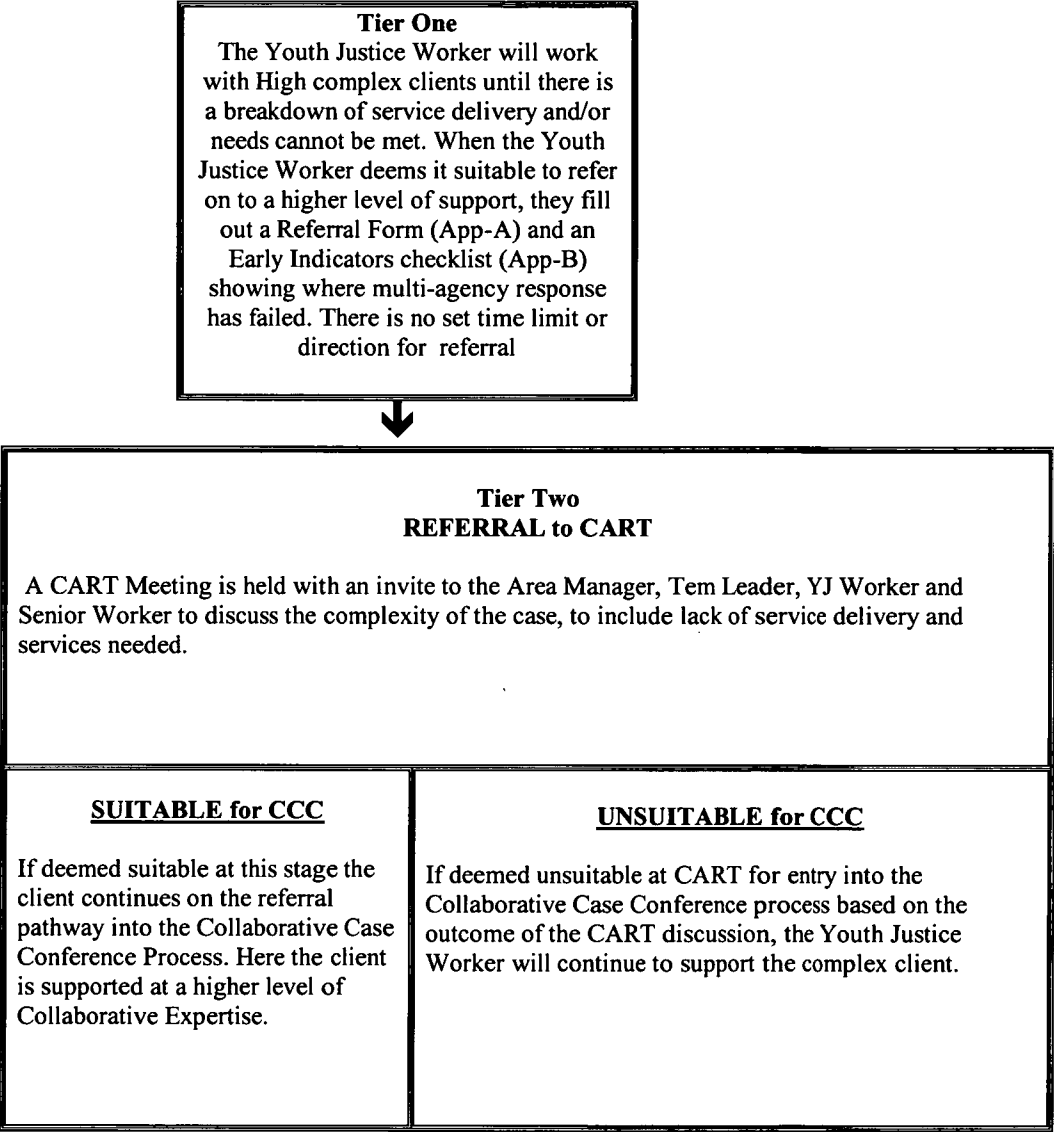 Tier One
The Youth Justice Worker will work
with High complex clients until there is
a breakdown of service delivery and/or
needs cannot be met. When the Youth
Justice Worker deems it suitable to refer
on to a higher level of support, they fill
out a Referral Form (App-A) and an
Early Indicators checklist (App-B)
showing where multi-agency response
has failed. There is no set time limit or
direction for referral
Tier Two
REFERRAL to CART
A CART Meeting is held with an invite to the Area Manager, Tem Leader, YJ Worker and
Senior Worker to discuss the complexity of the case, to include lack of service delivery and
services needed.
SUITABLE for CCC
If deemed suitable at this stage the
client continues on the referral
pathway into the Collaborative Case
Conference Process. Here the client
is supported at a higher level of
Collaborative Expertise.
UNSUITABLE for CCC
If deemed unsuitable at CART for entry into the
Collaborative Case Conference process based on the
outcome of the CART discussion, the Youth Justice
Worker will continue to support the complex client.